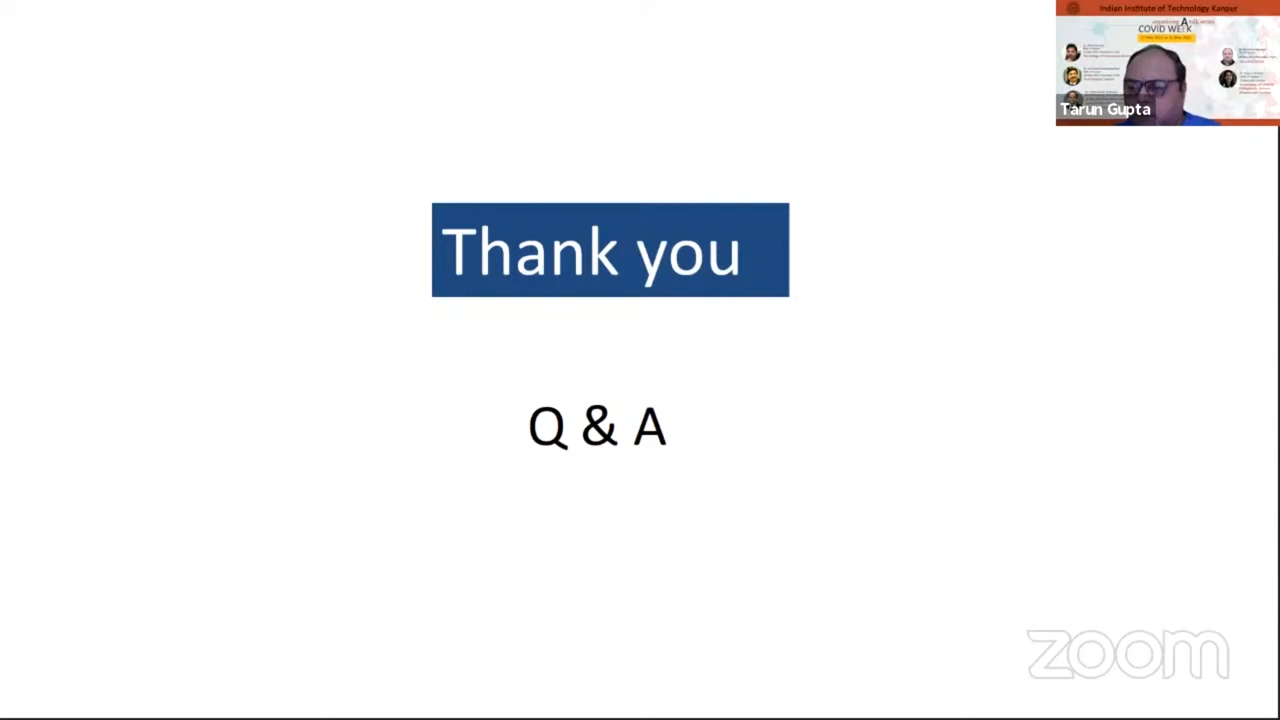 Indian Institute of Technology Kanpur
COVID WEEK
Tarun Gupta
Thank you
Q & A
zoom